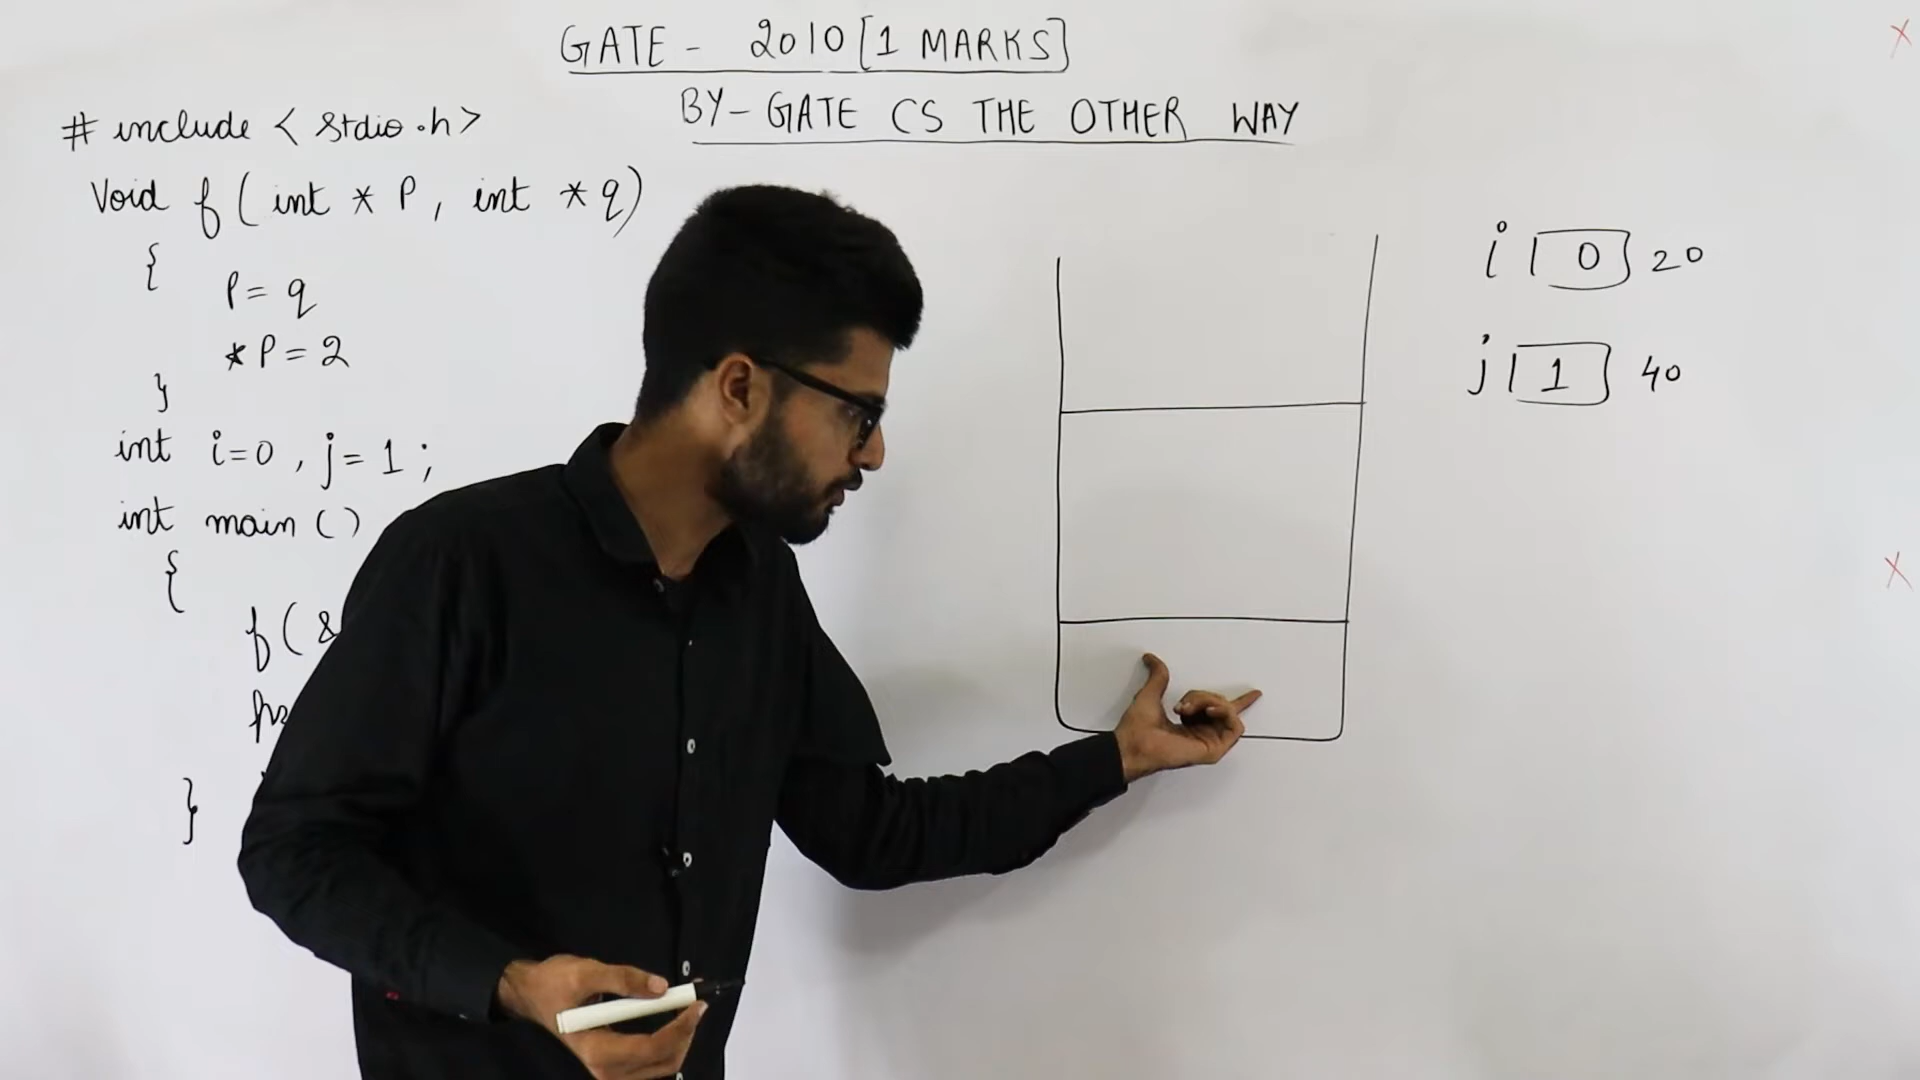 GATE - 2010 [1 MARKS]
BY - GATE CS THE OTHER WAY
# include < stdio.h>
Void f ( int * P, int * q)
{
P = q
* P = 2
}
int i=0 , j= 1 ;
int main ()
{
f ( &
}
i 0 20
j 1 40
X
X